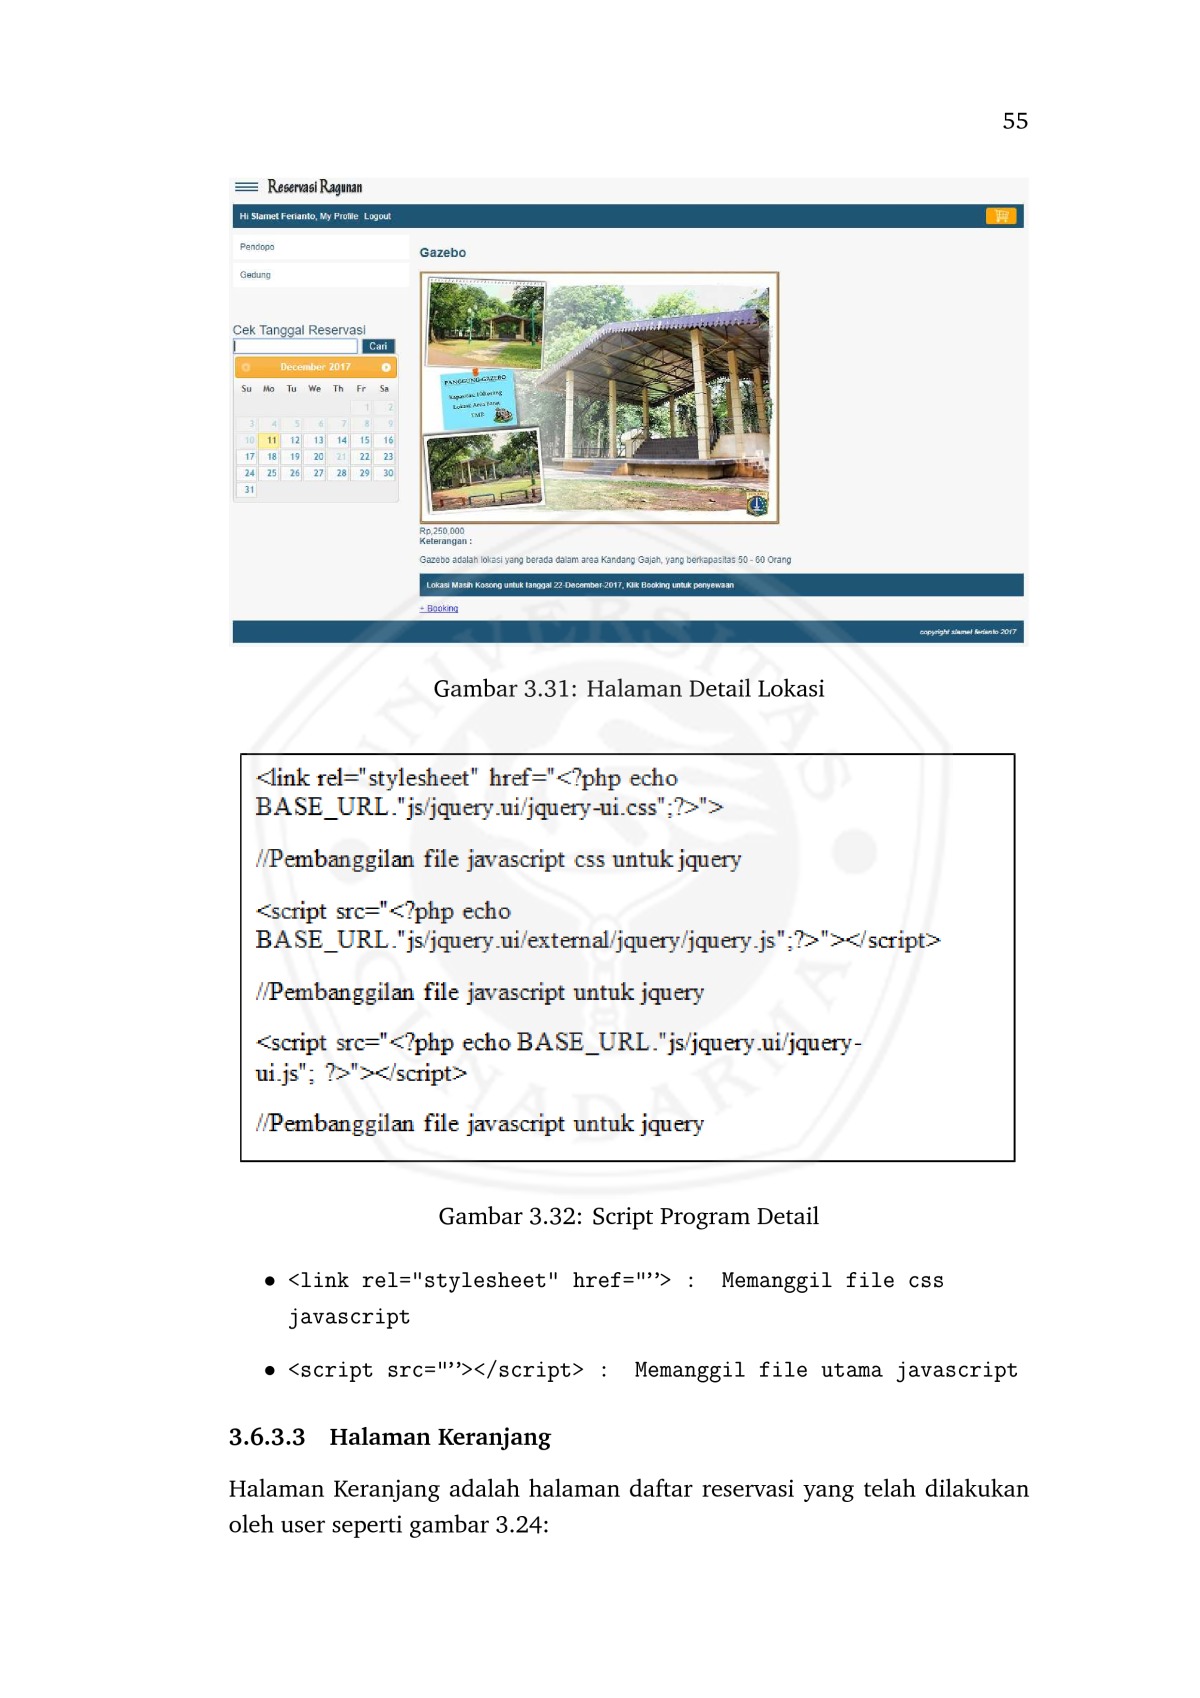 55
Reservasi Ragunan
Hi Slamet Ferianto, My Profile Logout
Pendopo
Gedung
Cek Tanggal Reservasi
Cari
December 2017
Su Mo Tu We Th Fr Sa
1 2
3 4 5 6 7 8 9
10 11 12 13 14 15 16
17 18 19 20 21 22 23
24 25 26 27 28 29 30
31
Gazebo
PANGGUNG GAZEBO
Kapasitas 100 orang
Lokasi Area Barat
TMR
Rp,250,000
Keterangan :
Gazebo adalah lokasi yang berada dalam area Kandang Gajah, yang berkapasitas 50 - 60 Orang
Lokasi Masih Kosong untuk tanggal 22-December-2017, Klik Booking untuk penyewaan
+ Booking
copyright slamet ferianto 2017
Gambar 3.31: Halaman Detail Lokasi
<link rel="stylesheet" href="<?php echo
BASE_URL."js/jquery.ui/jquery-ui.css";?>">
//Pembanggilan file javascript css untuk jquery
<script src="<?php echo
BASE_URL."js/jquery.ui/external/jquery/jquery.js";?>"></script>
//Pembanggilan file javascript untuk jquery
<script src="<?php echo BASE_URL."js/jquery.ui/jquery-
ui.js"; ?>"></script>
//Pembanggilan file javascript untuk jquery
UNIVERSITAS GUNADARMA
Gambar 3.32: Script Program Detail
• <link rel="stylesheet" href="”> : Memanggil file css
javascript
• <script src="”></script> : Memanggil file utama javascript
3.6.3.3 Halaman Keranjang
Halaman Keranjang adalah halaman daftar reservasi yang telah dilakukan
oleh user seperti gambar 3.24: